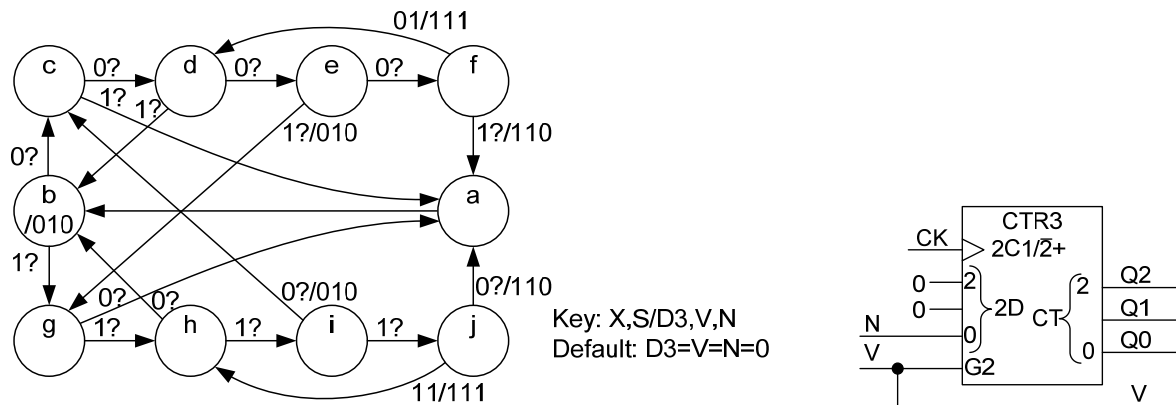 01/111
c
d
e
f
0?
0?
0?
1?
1?
1?/010
1?/110
0?
b
/010
a
1?
0?
0?
0?/010
0?/110
g
h
i
j
1?
1?
1?
11/111
Key: X,S/D3,V,N
Default: D3=V=N=0
CTR3
CK
2C1/2̅+
0
2
0
2D
CT
2
Q2
Q1
N
0
0
Q0
V
G2
V